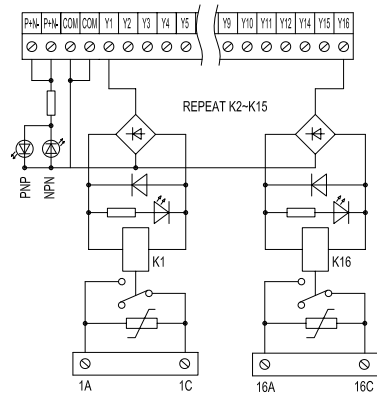 P+N- P+N- COM COM Y1 Y2 Y3 Y4 Y5 Y9 Y10 Y11 Y12 Y13 Y14 Y15 Y16
REPEAT K2~K15
PNP NPN
K1 K16
1A 1C 16A 16C